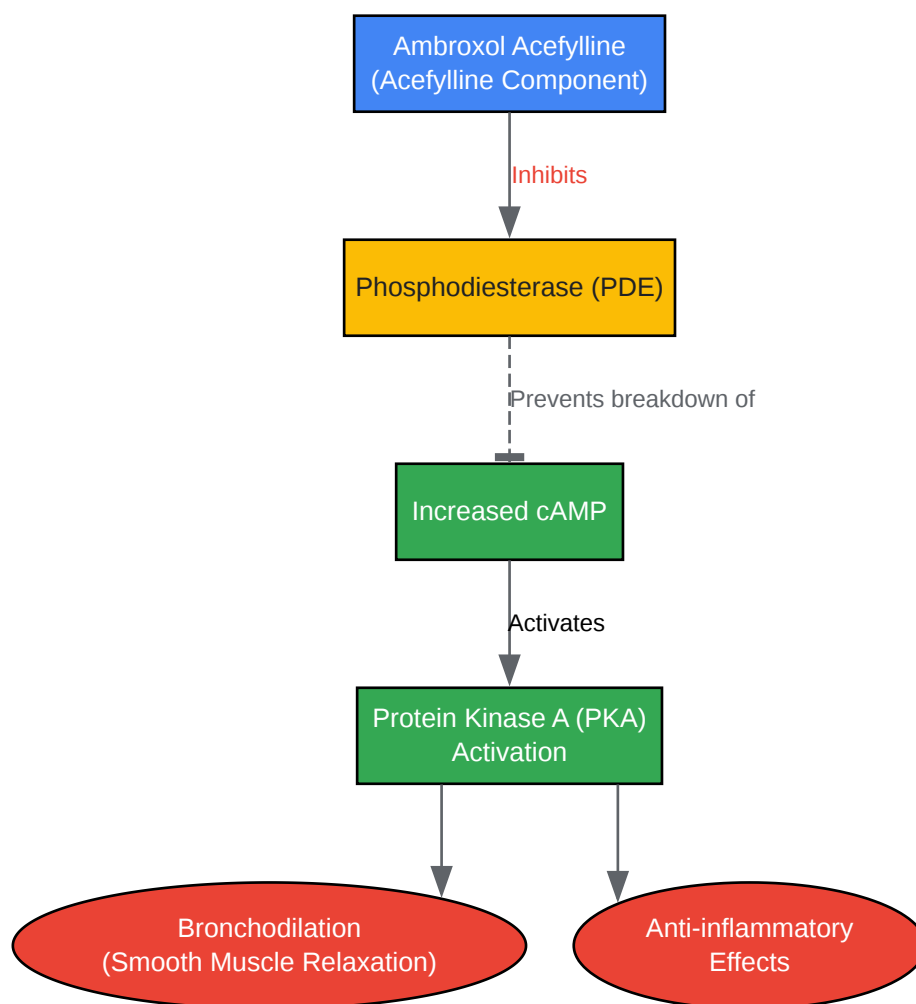 Ambroxol Acefylline
(Acefylline Component)
Inhibits
Phosphodiesterase (PDE)
Prevents breakdown of
Increased cAMP
Activates
Protein Kinase A (PKA)
Activation
Bronchodilation
(Smooth Muscle Relaxation)
Anti-inflammatory
Effects